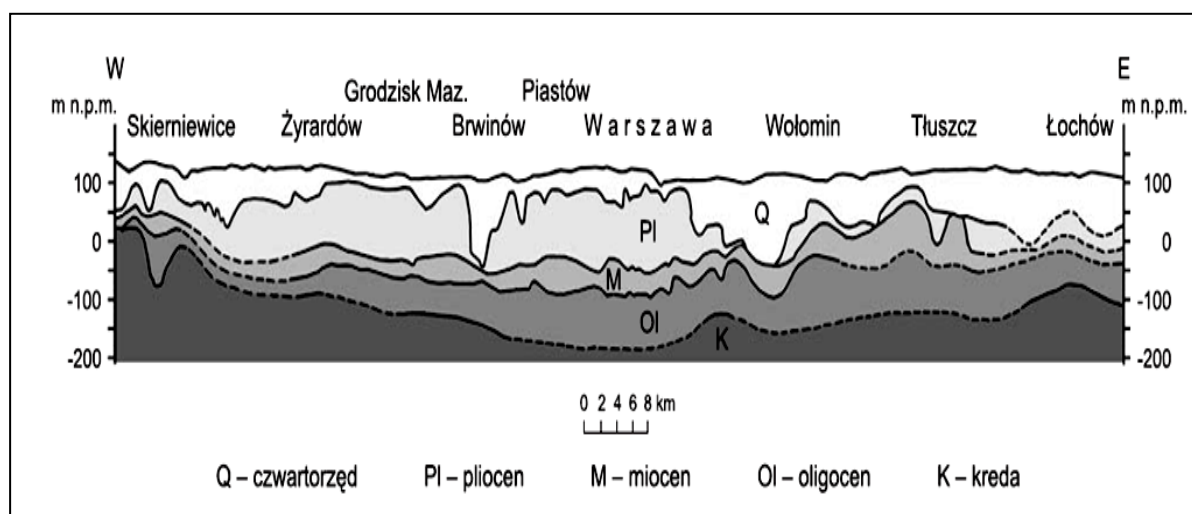 W E
Grodzisk Maz. Piastów
m n.p.m. m n.p.m.
Skierniewice Żyrardów Brwinów W a r s z a w a Wołomin Tłuszcz Łochów
100 100
Q
Pl
0 0
M
-100 -100
Ol
K
-200 -200
0 2 4 6 8 km
Q – czwartorzęd Pl – pliocen M – miocen Ol – oligocen K – kreda